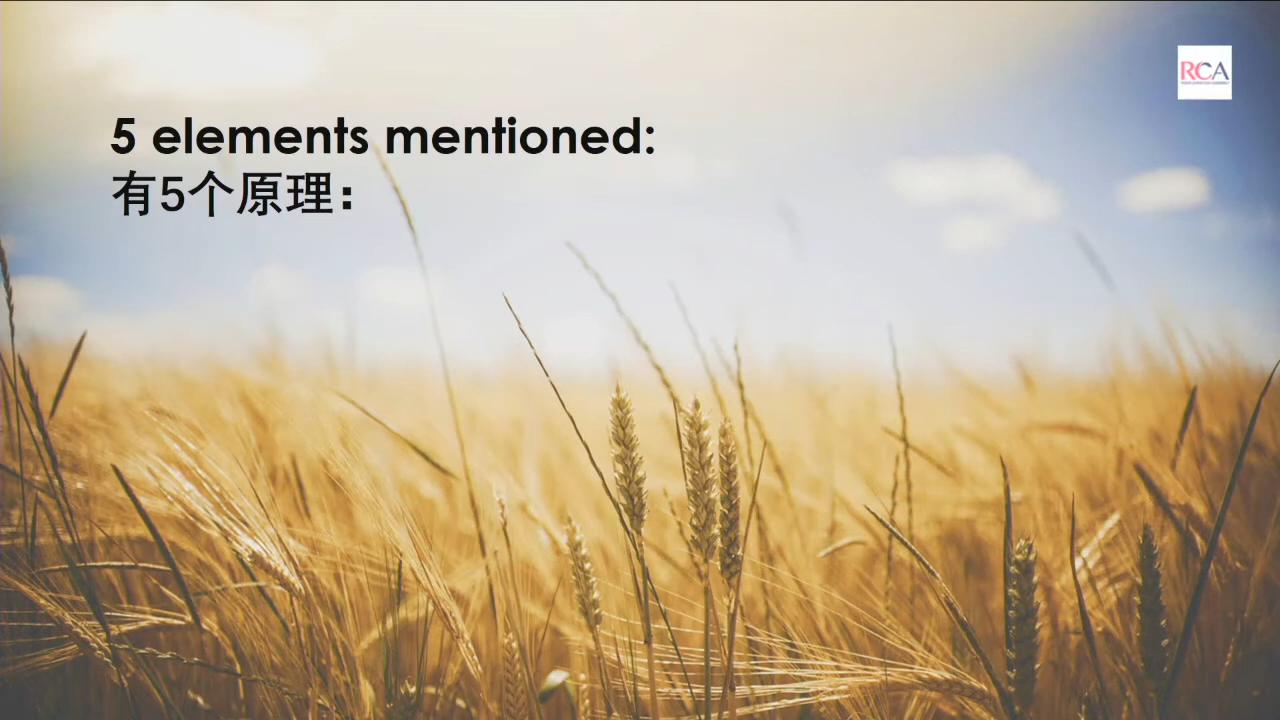 5 elements mentioned:
有5个原理：
RCA